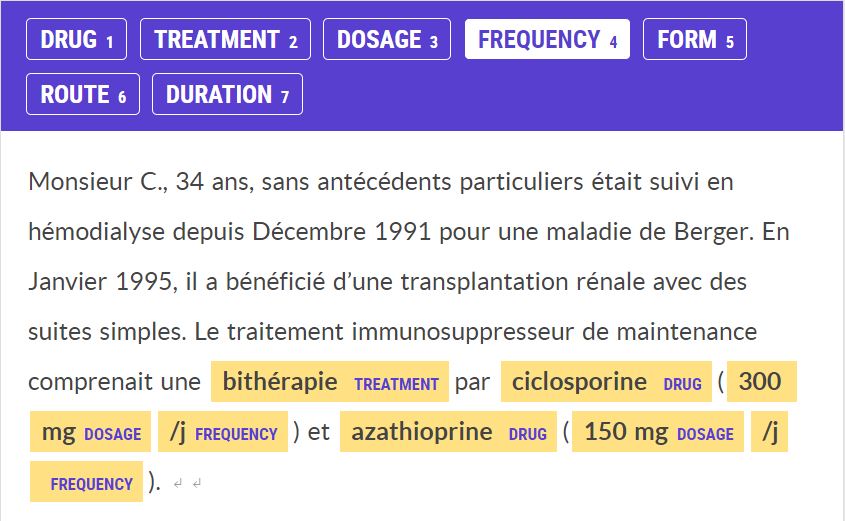 DRUG 1 TREATMENT 2 DOSAGE 3 FREQUENCY 4 FORM 5
ROUTE 6 DURATION 7
Monsieur C., 34 ans, sans antécédents particuliers était suivi en
hémodialyse depuis Décembre 1991 pour une maladie de Berger. En
Janvier 1995, il a bénéficié d’une transplantation rénale avec des
suites simples. Le traitement immunosuppresseur de maintenance
comprenait une bithérapie TREATMENT par ciclosporine DRUG ( 300
mg DOSAGE /j FREQUENCY ) et azathioprine DRUG ( 150 mg DOSAGE /j
FREQUENCY ). ↲ ↲